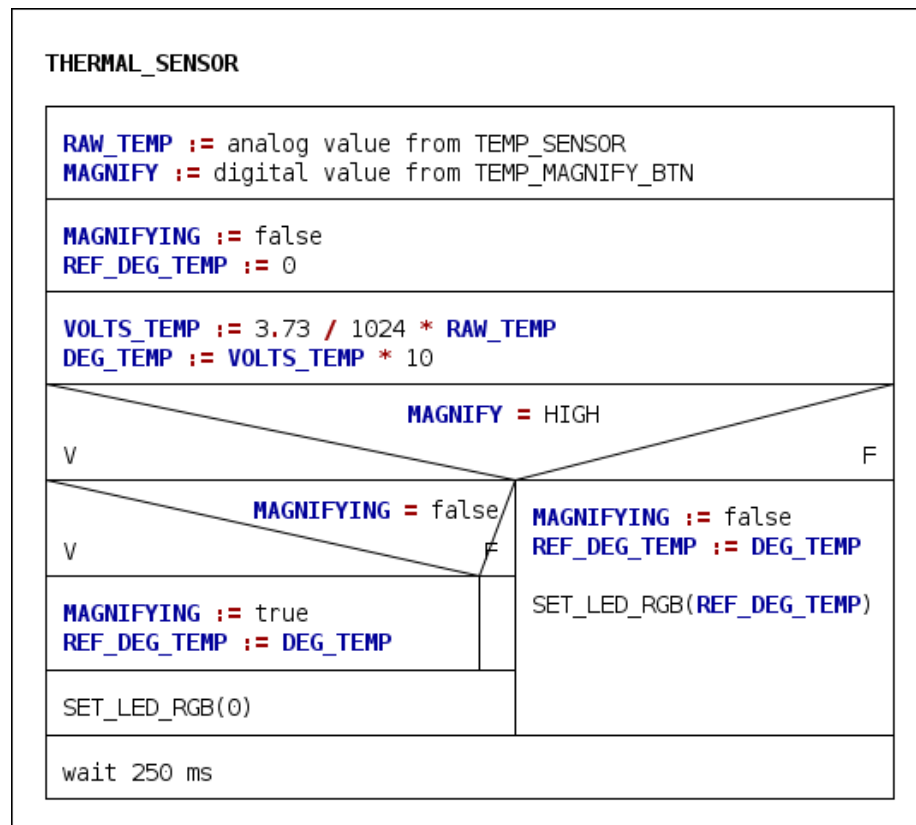 THERMAL_SENSOR
RAW_TEMP := analog value from TEMP_SENSOR
MAGNIFY := digital value from TEMP_MAGNIFY_BTN
MAGNIFYING := false
REF_DEG_TEMP := 0
VOLTS_TEMP := 3.73 / 1024 * RAW_TEMP
DEG_TEMP := VOLTS_TEMP * 10
MAGNIFY = HIGH
V
F
MAGNIFYING = false
V
F
MAGNIFYING := true
REF_DEG_TEMP := DEG_TEMP
SET_LED_RGB(0)
MAGNIFYING := false
REF_DEG_TEMP := DEG_TEMP
SET_LED_RGB(REF_DEG_TEMP)
wait 250 ms